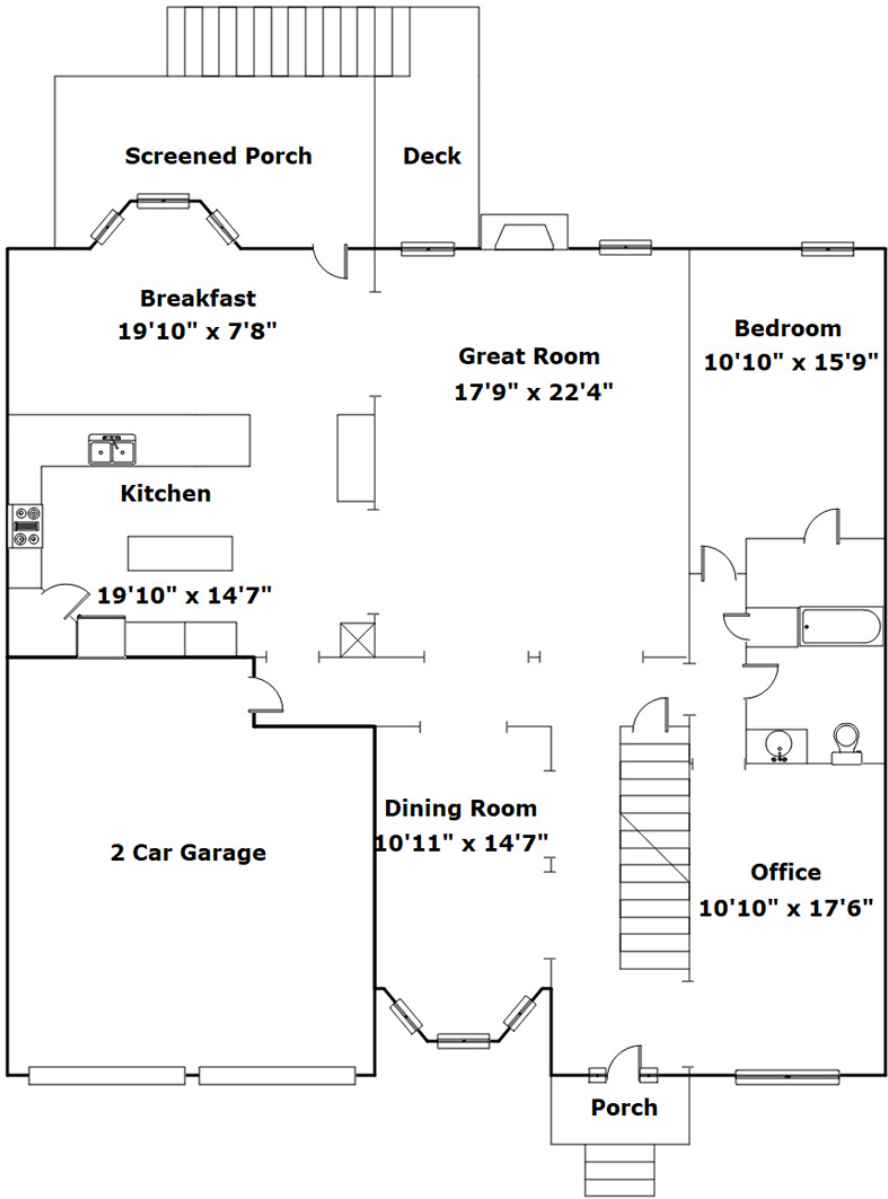 Screened Porch
Deck
Breakfast
19'10" x 7'8"
Great Room
17'9" x 22'4"
Bedroom
10'10" x 15'9"
Kitchen
19'10" x 14'7"
Dining Room
10'11" x 14'7"
2 Car Garage
Office
10'10" x 17'6"
Porch